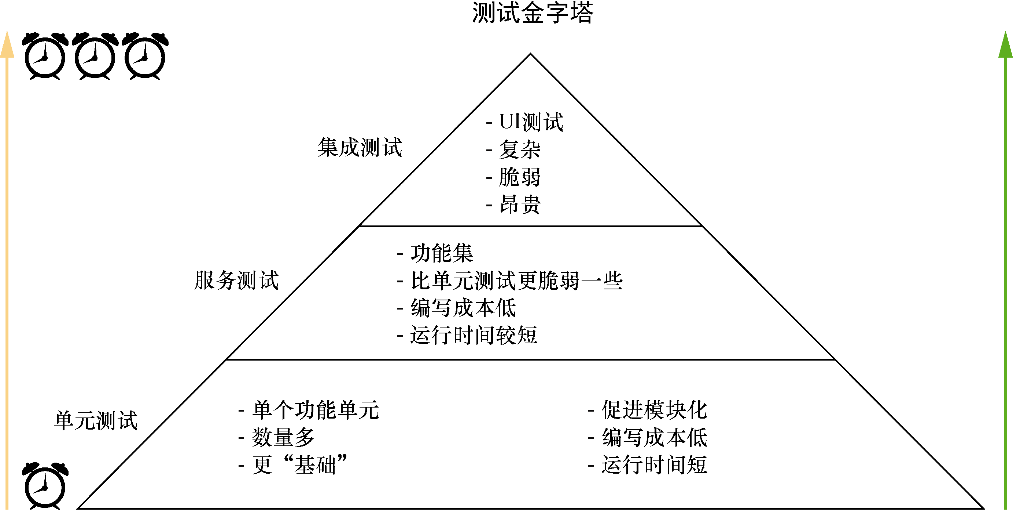 测试金字塔
集成测试
- UI测试
- 复杂
- 脆弱
- 昂贵
服务测试
- 功能集
- 比单元测试更脆弱一些
- 编写成本低
- 运行时间较短
单元测试
- 单个功能单元
- 数量多
- 更“基础”
- 促进模块化
- 编写成本低
- 运行时间短